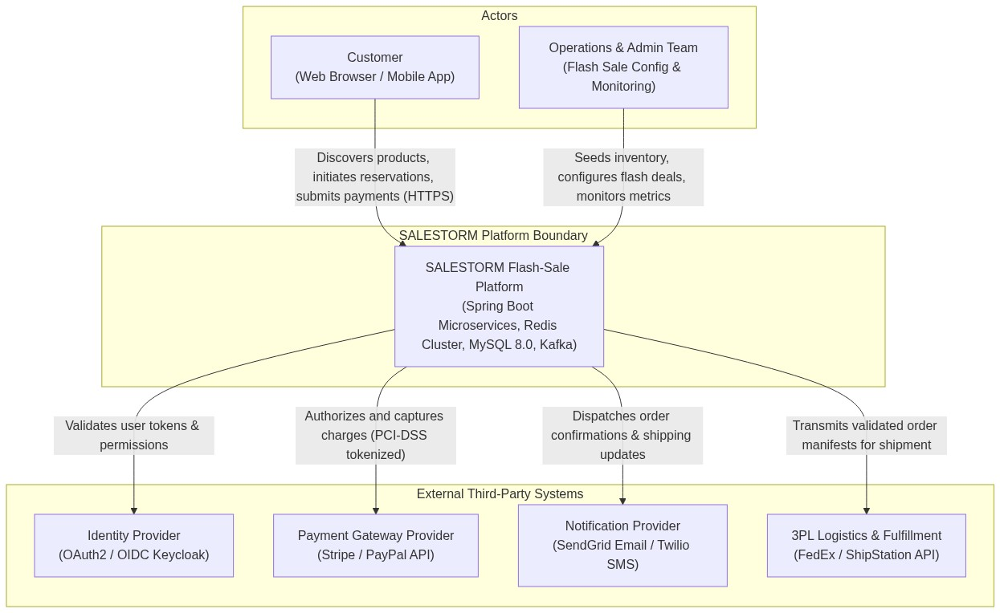 Actors
Customer
(Web Browser / Mobile App)
Operations & Admin Team
(Flash Sale Config &
Monitoring)
Discovers products,
initiates reservations,
submits payments (HTTPS)
Seeds inventory,
configures flash deals,
monitors metrics
SALESTORM Platform Boundary
SALESTORM Flash-Sale
Platform
(Spring Boot
Microservices, Redis
Cluster, MySQL 8.0, Kafka)
Validates user tokens &
permissions
Authorizes and captures
charges (PCI-DSS
tokenized)
Dispatches order
confirmations & shipping
updates
Transmits validated order
manifests for shipment
External Third-Party Systems
Identity Provider
(OAuth2 / OIDC Keycloak)
Payment Gateway Provider
(Stripe / PayPal API)
Notification Provider
(SendGrid Email / Twilio
SMS)
3PL Logistics & Fulfillment
(FedEx / ShipStation API)